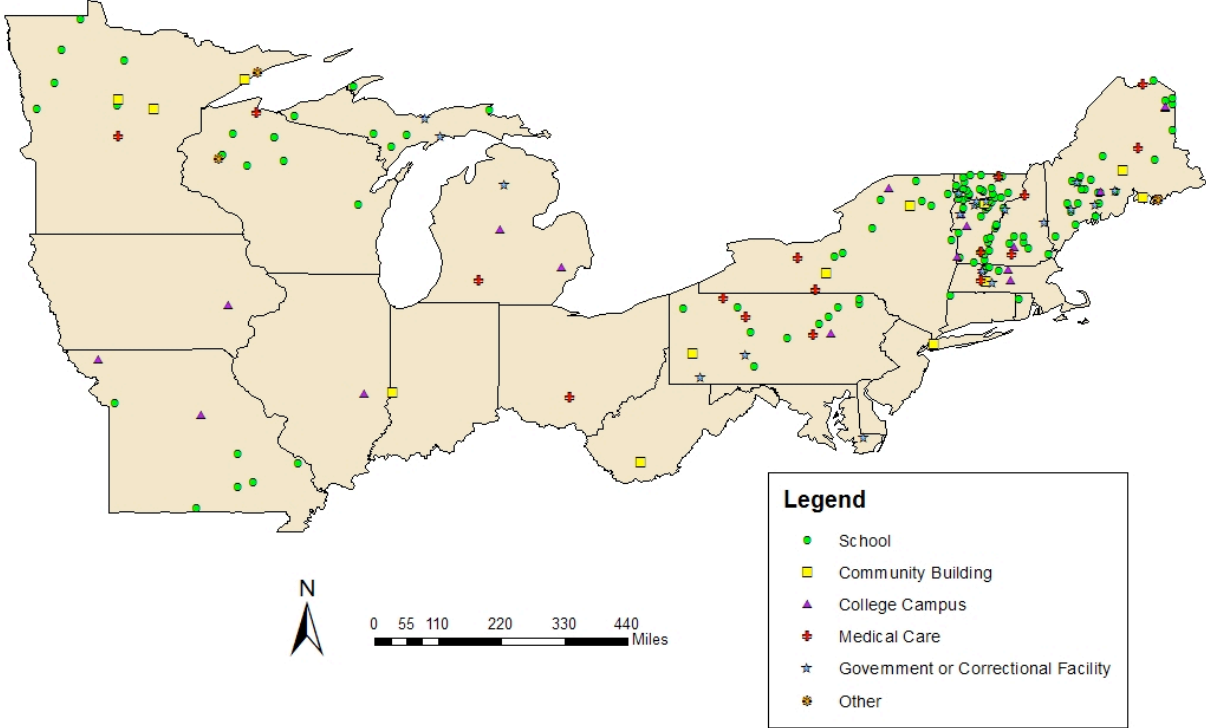 Legend
School
Community Building
College Campus
Medical Care
Government or Correctional Facility
Other
N
0 55 110 220 330 440
Miles